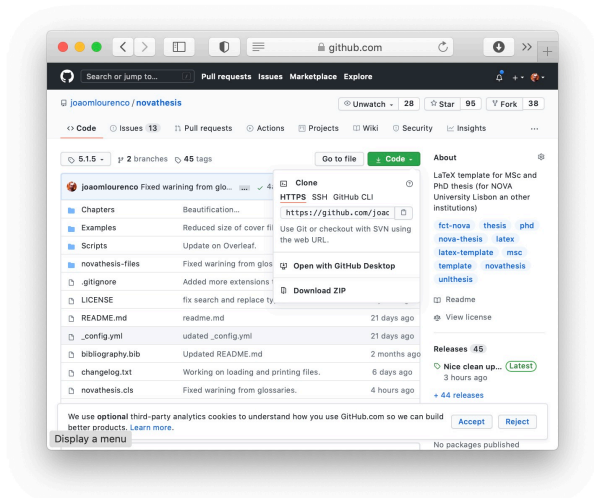 github.com
Search or jump to... / Pull requests Issues Marketplace Explore
joaomlourenco / novathesis Unwatch 28 Star 95 Fork 38
Code Issues 13 Pull requests Actions Projects Wiki Security Insights ...
5.1.5 2 branches 45 tags Go to file Code
About
joaomlourenco Fixed warining from glo... ...
LaTeX template for MSc and
PhD thesis (for NOVA
University Lisbon an other
institutions)
fct-nova thesis phd
nova-thesis latex
latex-template msc
template novathesis
unlthesis
Readme
View license
Clone
HTTPS SSH GitHub CLI
https://github.com/joac
Use Git or checkout with SVN using
the web URL.
Open with GitHub Desktop
Download ZIP
Chapters Beautification...
Examples Reduced size of cover fil
Scripts Update on Overleaf.
novathesis-files Fixed warining from glos
.gitignore Added more extensions
LICENSE fix search and replace ty
README.md readme.md 21 days ago
_config.yml udated _config.yml 21 days ago
bibliography.bib Updated README.md 2 months ago
changelog.txt Working on loading and printing files. 6 days ago
novathesis.cls Fixed warining from glossaries. 4 hours ago
Releases 45
Nice clean up... Latest
3 hours ago
+ 44 releases
We use optional third-party analytics cookies to understand how you use GitHub.com so we can build
better products. Learn more.
Accept Reject
Display a menu
No packages published